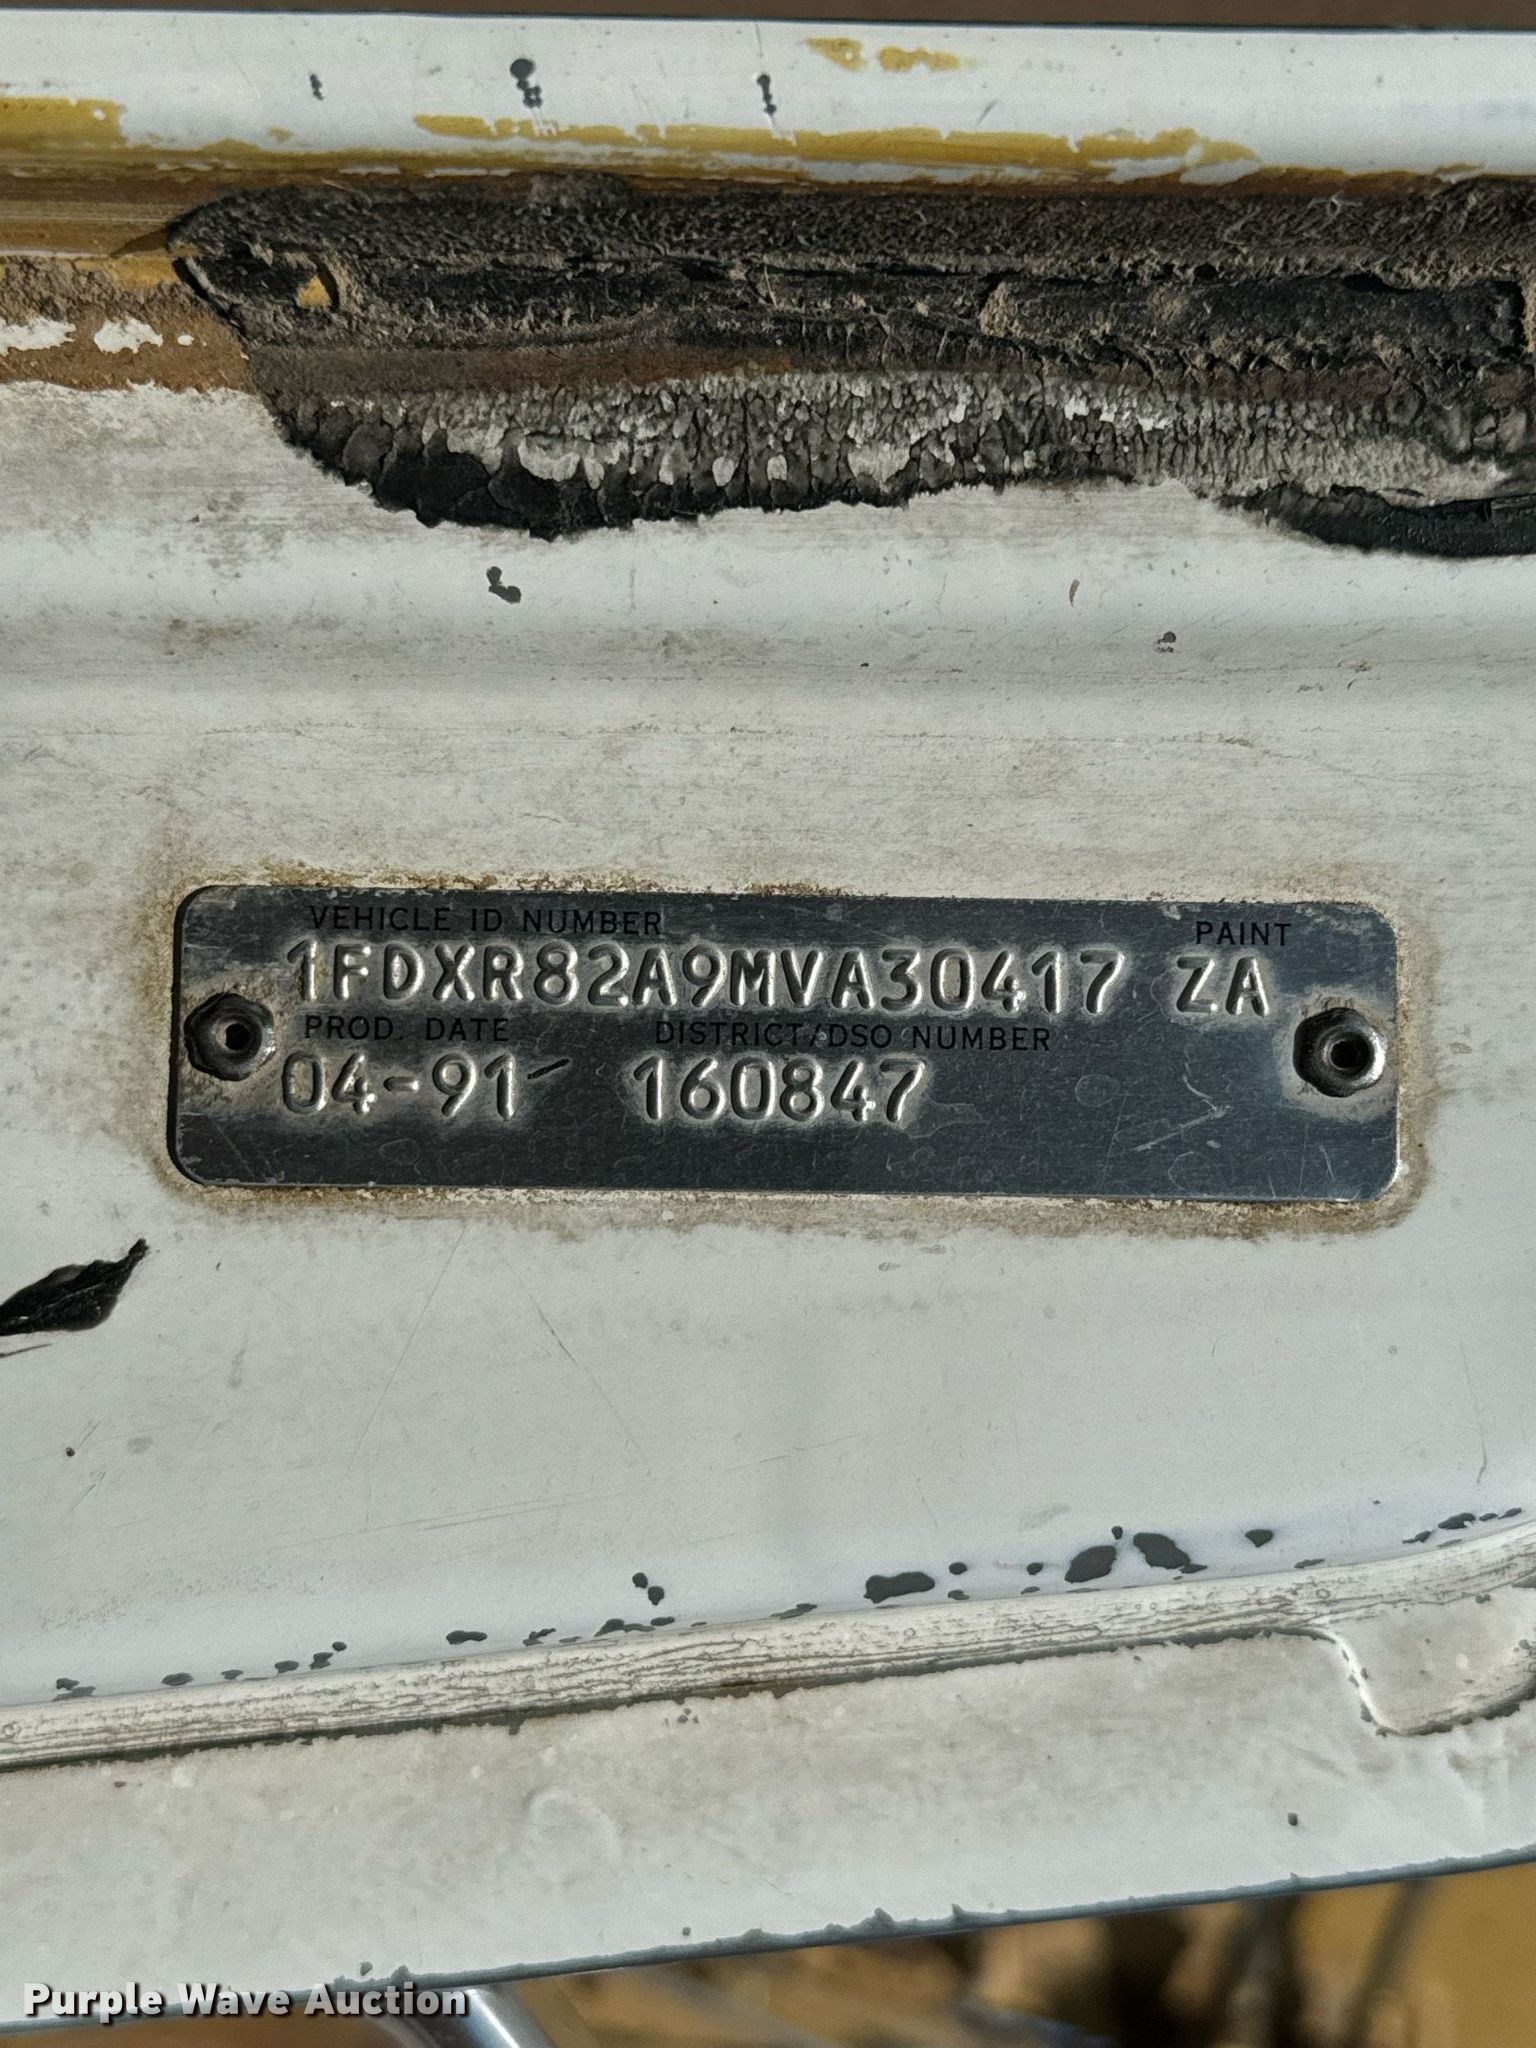 VEHICLE ID NUMBER PAINT
1FDXR82A9MVA30417 ZA
PROD. DATE DISTRICT/DSO NUMBER
04-91 160847
Purple Wave Auction